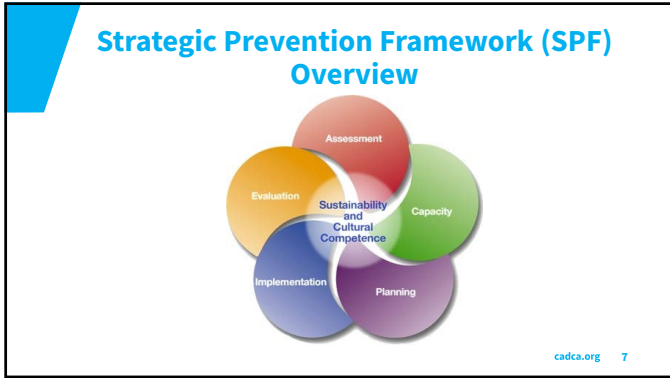 Strategic Prevention Framework (SPF)
Overview
Assessment
Evaluation
Sustainability
and
Cultural
Competence
Capacity
Implementation
Planning
cadca.org 7